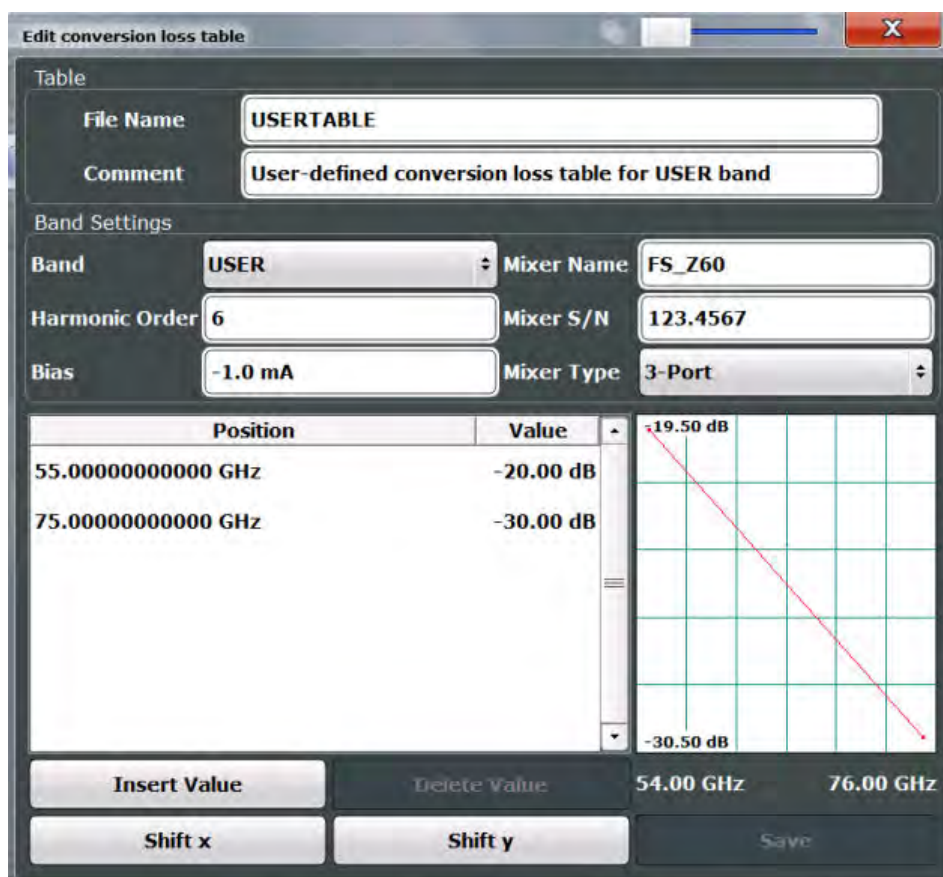 Edit conversion loss table
X
Table
File Name USERTABLE
Comment User-defined conversion loss table for USER band
Band Settings
Band USER Mixer Name FS_Z60
Harmonic Order 6 Mixer S/N 123.4567
Bias -1.0 mA Mixer Type 3-Port
Position Value -19.50 dB
55.00000000000 GHz -20.00 dB
75.00000000000 GHz -30.00 dB
-30.50 dB
Insert Value Delete Value 54.00 GHz 76.00 GHz
Shift x Shift y Save